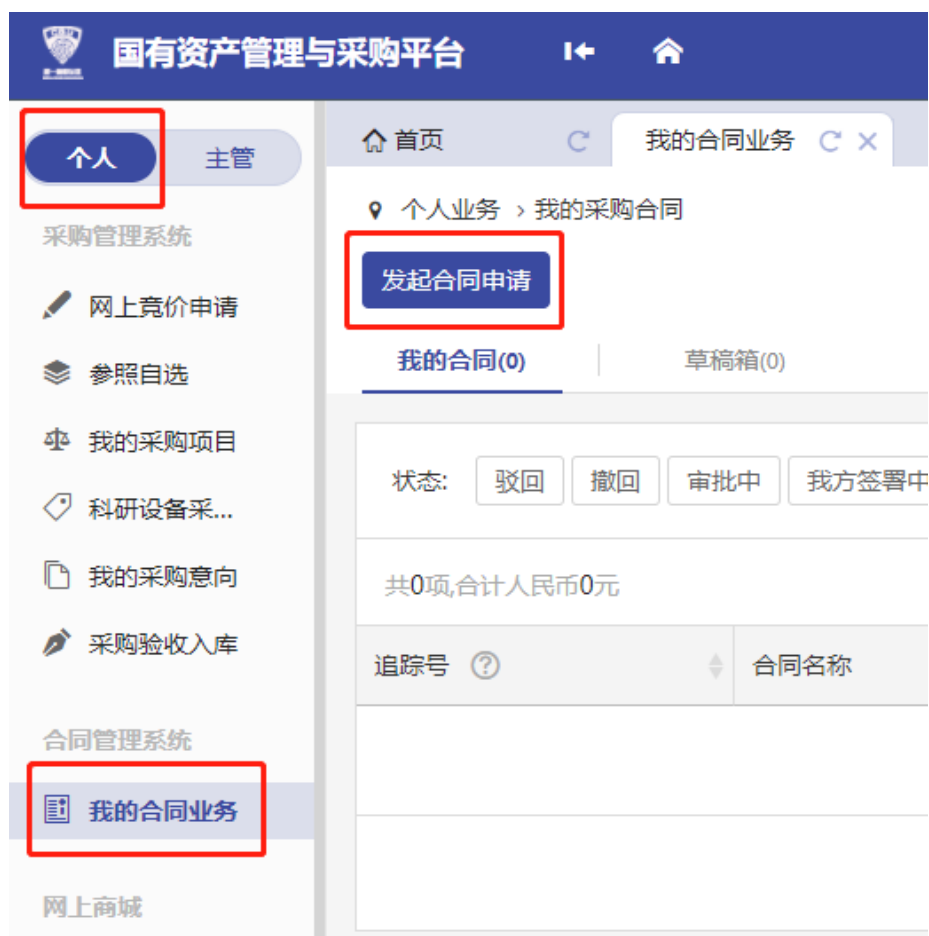 国有资产管理与采购平台
个人 主管
首页 我的合同业务
个人业务 > 我的采购合同
采购管理系统
发起合同申请
网上竞价申请
我的合同(0) 草稿箱(0)
参照自选
我的采购项目
状态: 驳回 撤回 审批中 我方签署中
科研设备采...
我的采购意向
共0项,合计人民币0元
采购验收入库
追踪号 ? 合同名称
合同管理系统
我的合同业务
网上商城